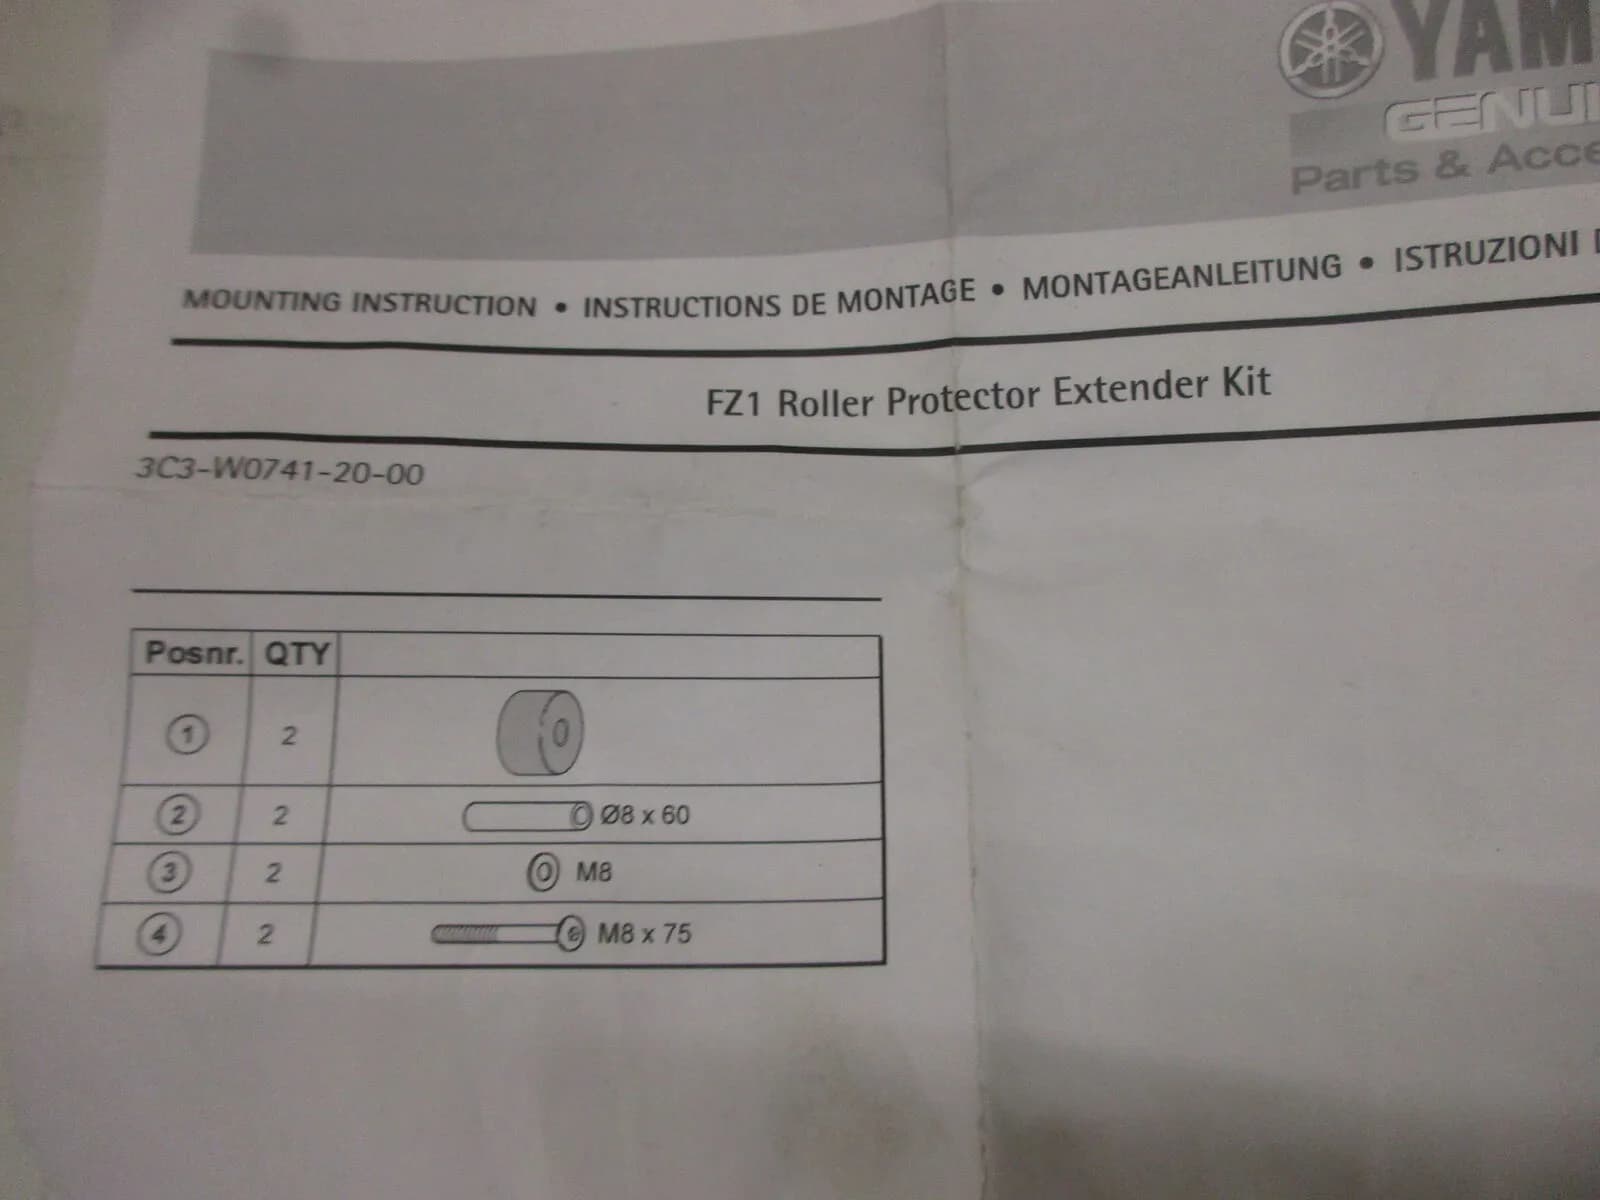 YAM
GENUI
Parts & Acce
MOUNTING INSTRUCTION • INSTRUCTIONS DE MONTAGE • MONTAGEANLEITUNG • ISTRUZIONI D
FZ1 Roller Protector Extender Kit
3C3-W0741-20-00
Posnr. QTY
1 2
2 2 Ø8 x 60
3 2 M8
4 2 M8 x 75